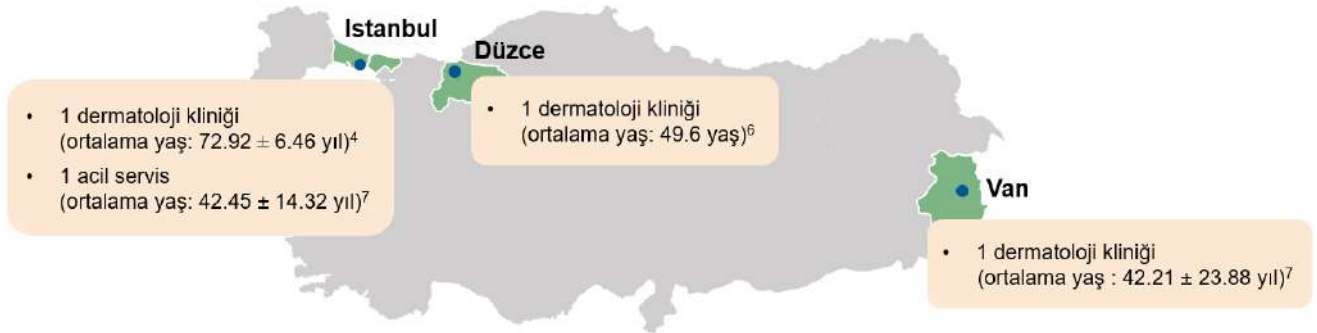 Istanbul
• 1 dermatoloji kliniği
(ortalama yaş: 72.92 ± 6.46 yıl)⁴
• 1 acil servis
(ortalama yaş: 42.45 ± 14.32 yıl)⁷
Düzce
• 1 dermatoloji kliniği
(ortalama yaş: 49.6 yaş)⁶
Van
• 1 dermatoloji kliniği
(ortalama yaş : 42.21 ± 23.88 yıl)⁷